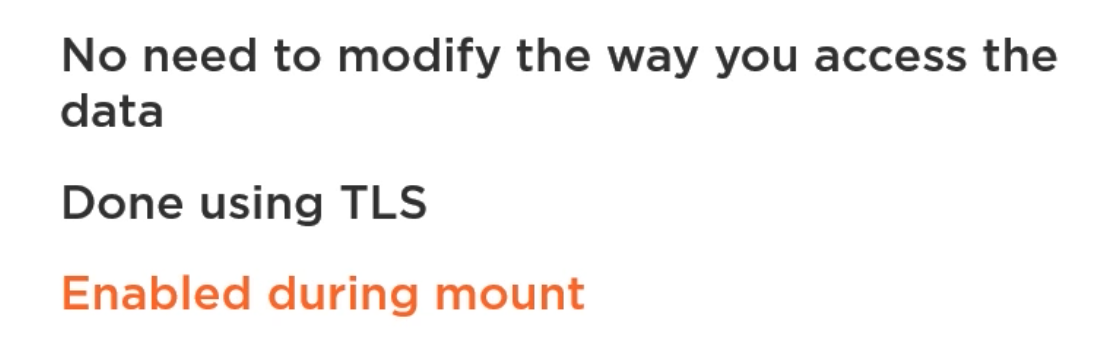 No need to modify the way you access the
data
Done using TLS
Enabled during mount